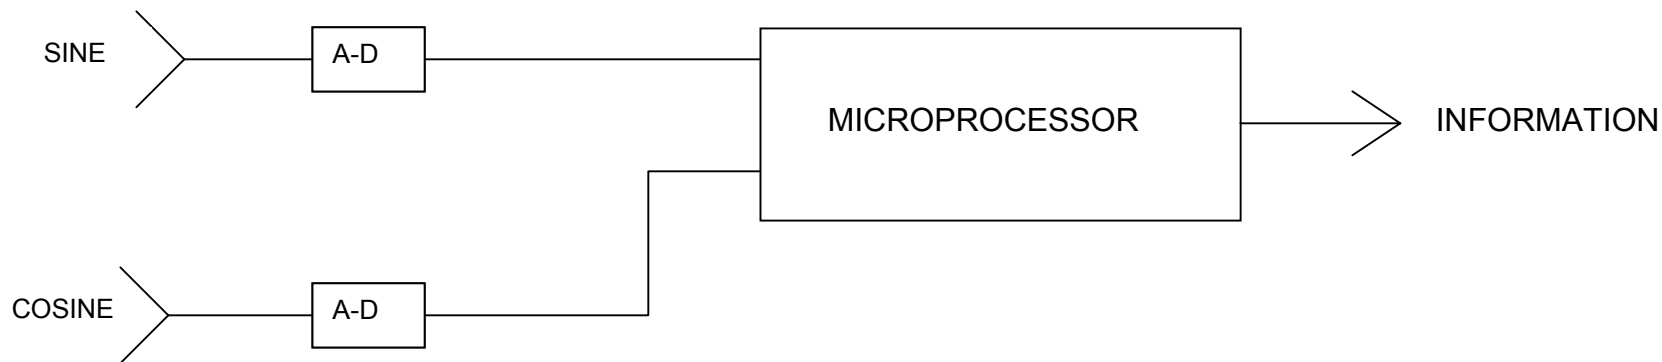 SINE
A-D
MICROPROCESSOR
INFORMATION
COSINE
A-D